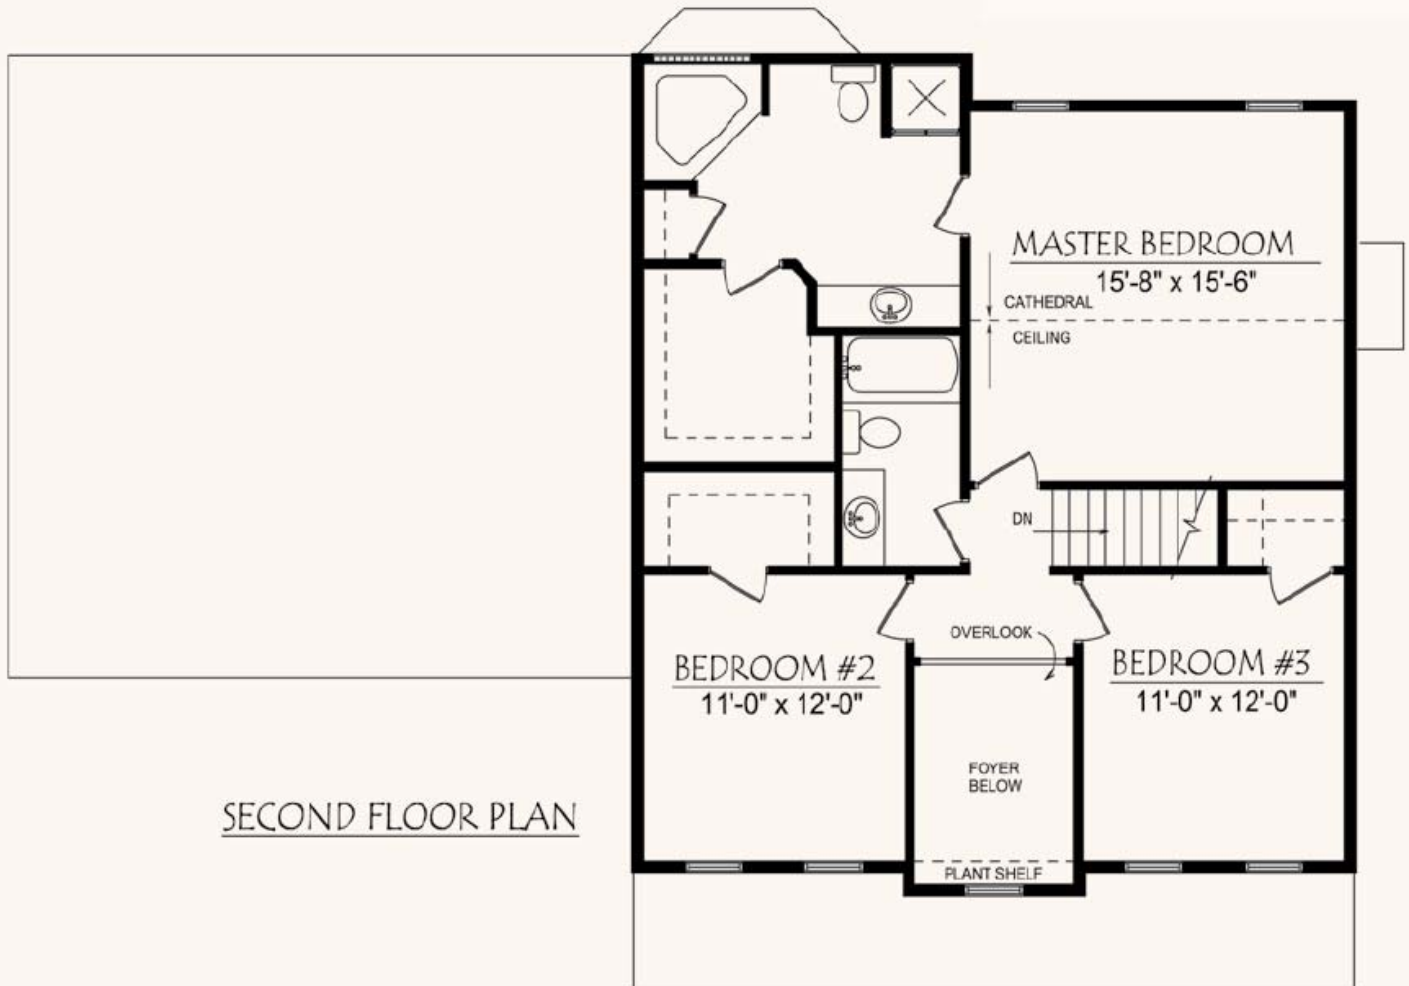 MASTER BEDROOM
15'-8" x 15'-6"
CATHEDRAL
CEILING
DN
OVERLOOK
BEDROOM #2
11'-0" x 12'-0"
BEDROOM #3
11'-0" x 12'-0"
FOYER
BELOW
SECOND FLOOR PLAN
PLANT SHELF